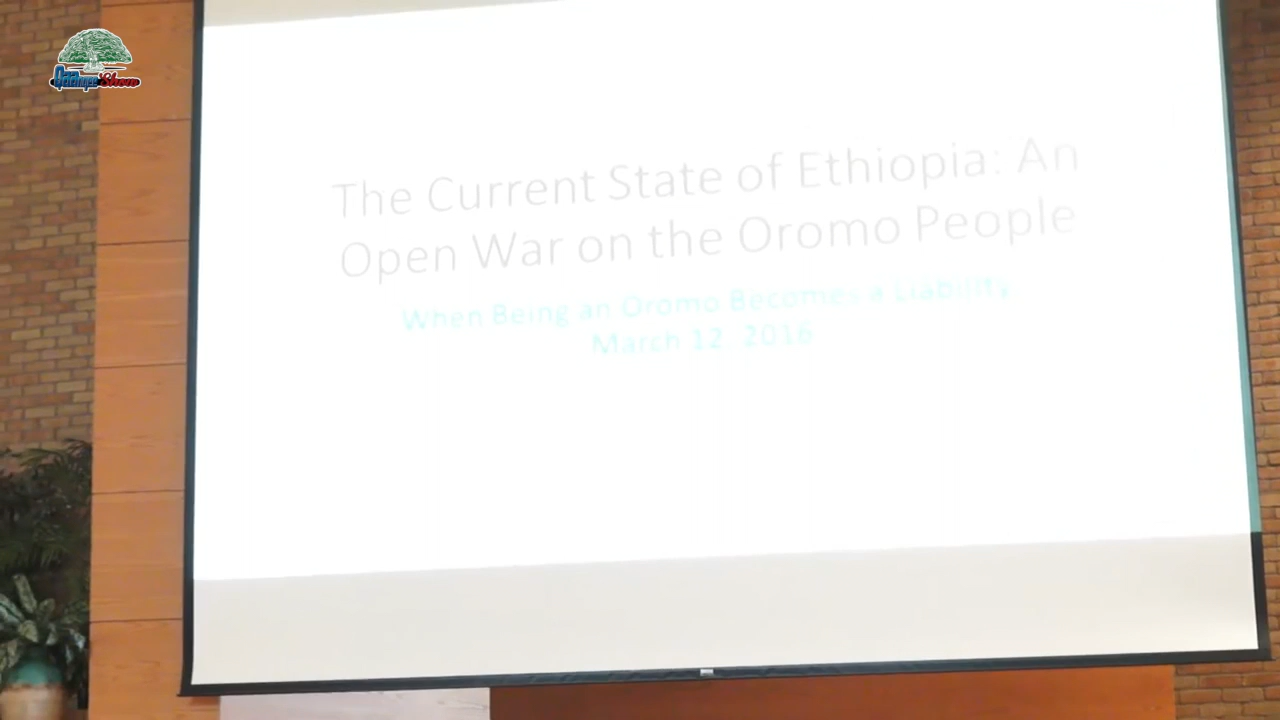 The Current State of Ethiopia: An
Open War on the Oromo People
When Being an Oromo Becomes a Liability
March 12, 2016
Show